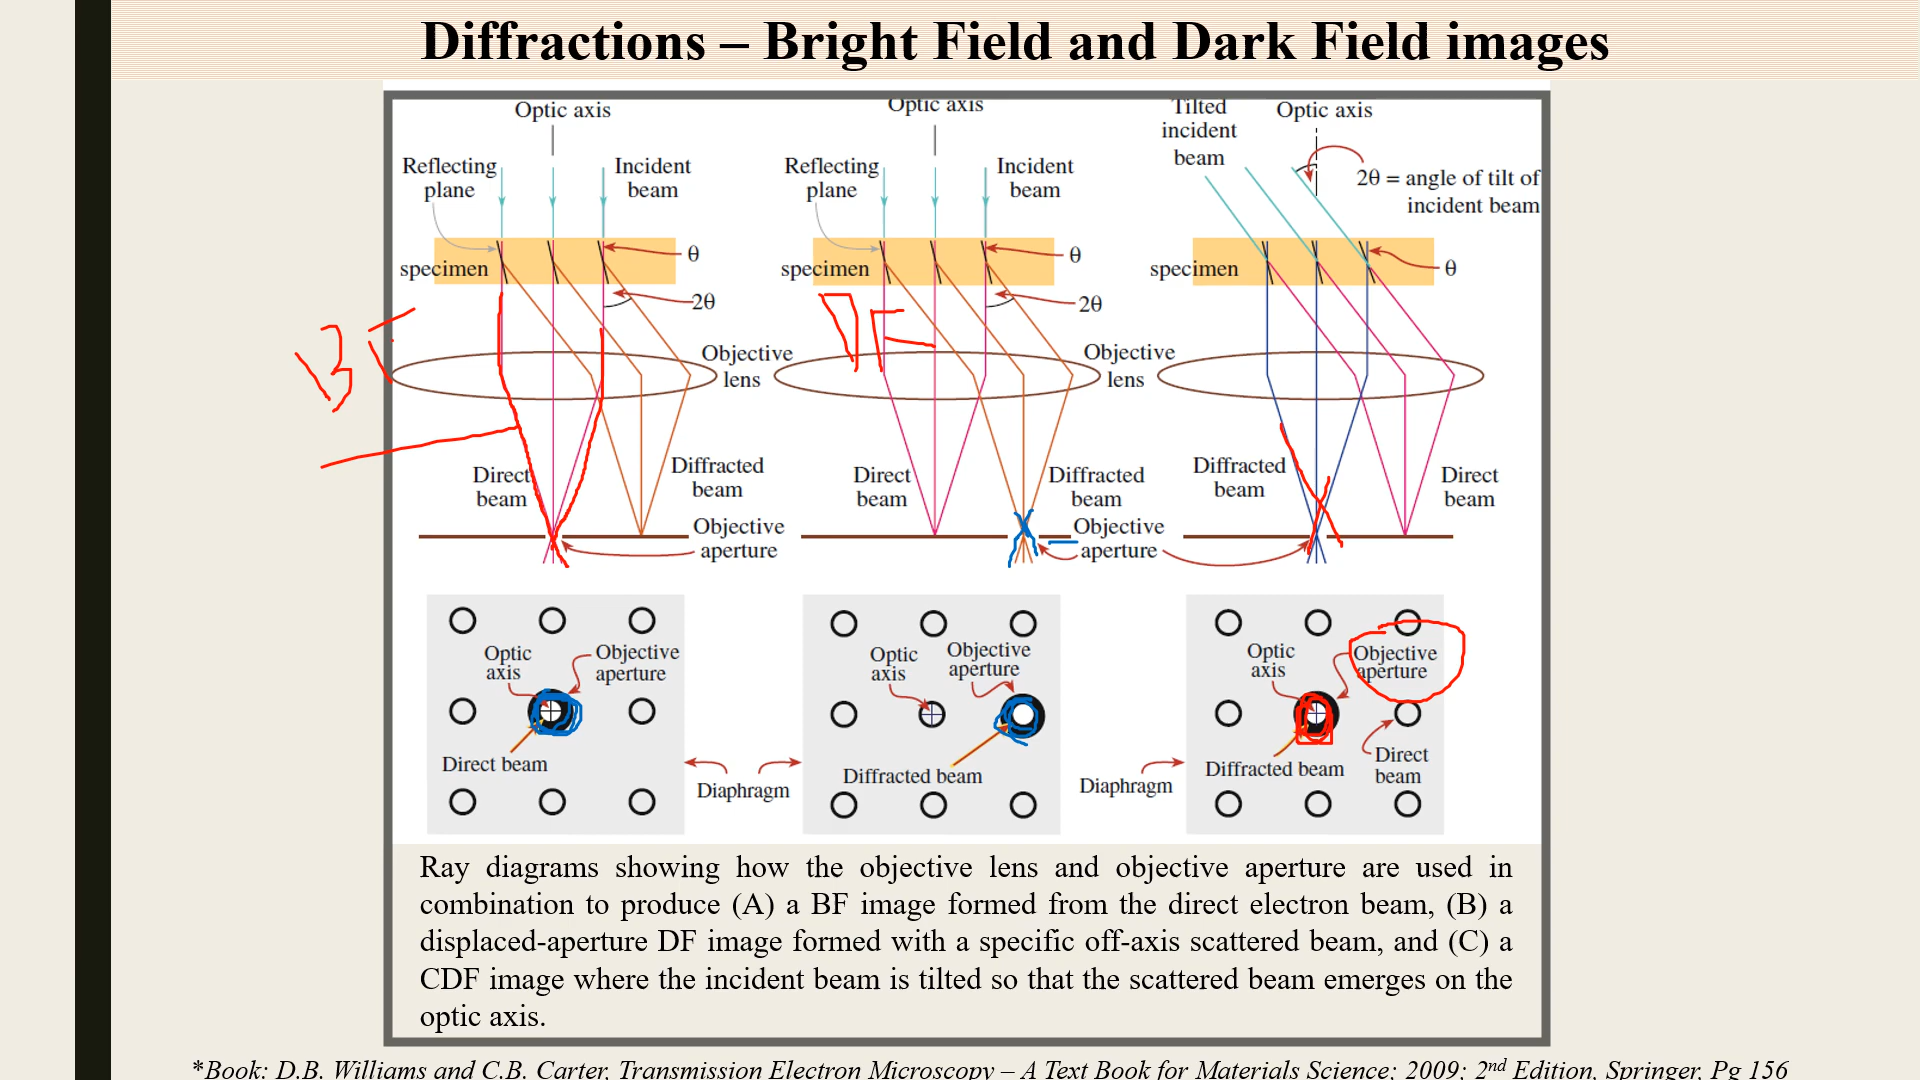 Diffractions – Bright Field and Dark Field images
Optic axis
Reflecting
plane
Incident
beam
specimen
θ
2θ
Objective
lens
Direct
beam
Diffracted
beam
Objective
aperture
BF
Optic axis
Reflecting
plane
Incident
beam
specimen
θ
2θ
DF
Objective
lens
Direct
beam
Diffracted
beam
Objective
aperture
Tilted
incident
beam
Optic axis
2θ = angle of tilt of
incident beam
specimen
θ
Diffracted
beam
Direct
beam
Optic
axis
Objective
aperture
Direct beam
Diaphragm
Optic
axis
Objective
aperture
Diffracted beam
Diaphragm
Optic
axis
Objective
aperture
Diffracted beam
Direct
beam
Ray diagrams showing how the objective lens and objective aperture are used in
combination to produce (A) a BF image formed from the direct electron beam, (B) a
displaced-aperture DF image formed with a specific off-axis scattered beam, and (C) a
CDF image where the incident beam is tilted so that the scattered beam emerges on the
optic axis.
*Book: D.B. Williams and C.B. Carter, Transmission Electron Microscopy – A Text Book for Materials Science; 2009; 2nd Edition, Springer, Pg 156